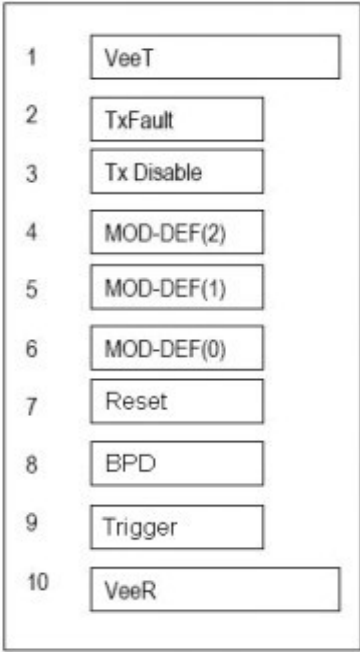 1 VeeT
2 TxFault
3 Tx Disable
4 MOD-DEF(2)
5 MOD-DEF(1)
6 MOD-DEF(0)
7 Reset
8 BPD
9 Trigger
10 VeeR